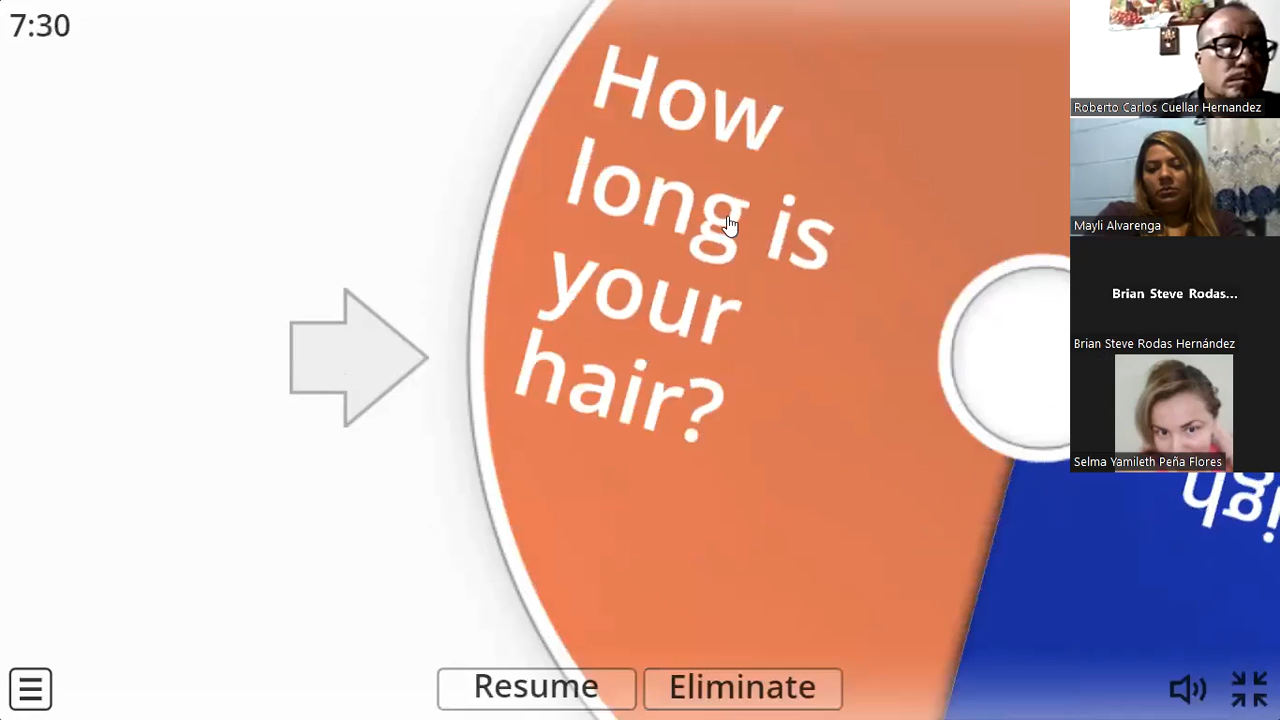 7:30
How
long is
your
hair?
Resume
Eliminate
Roberto Carlos Cuellar Hernandez
Mayli Alvarenga
Brian Steve Rodas...
Brian Steve Rodas Hernández
Selma Yamileth Peña Flores